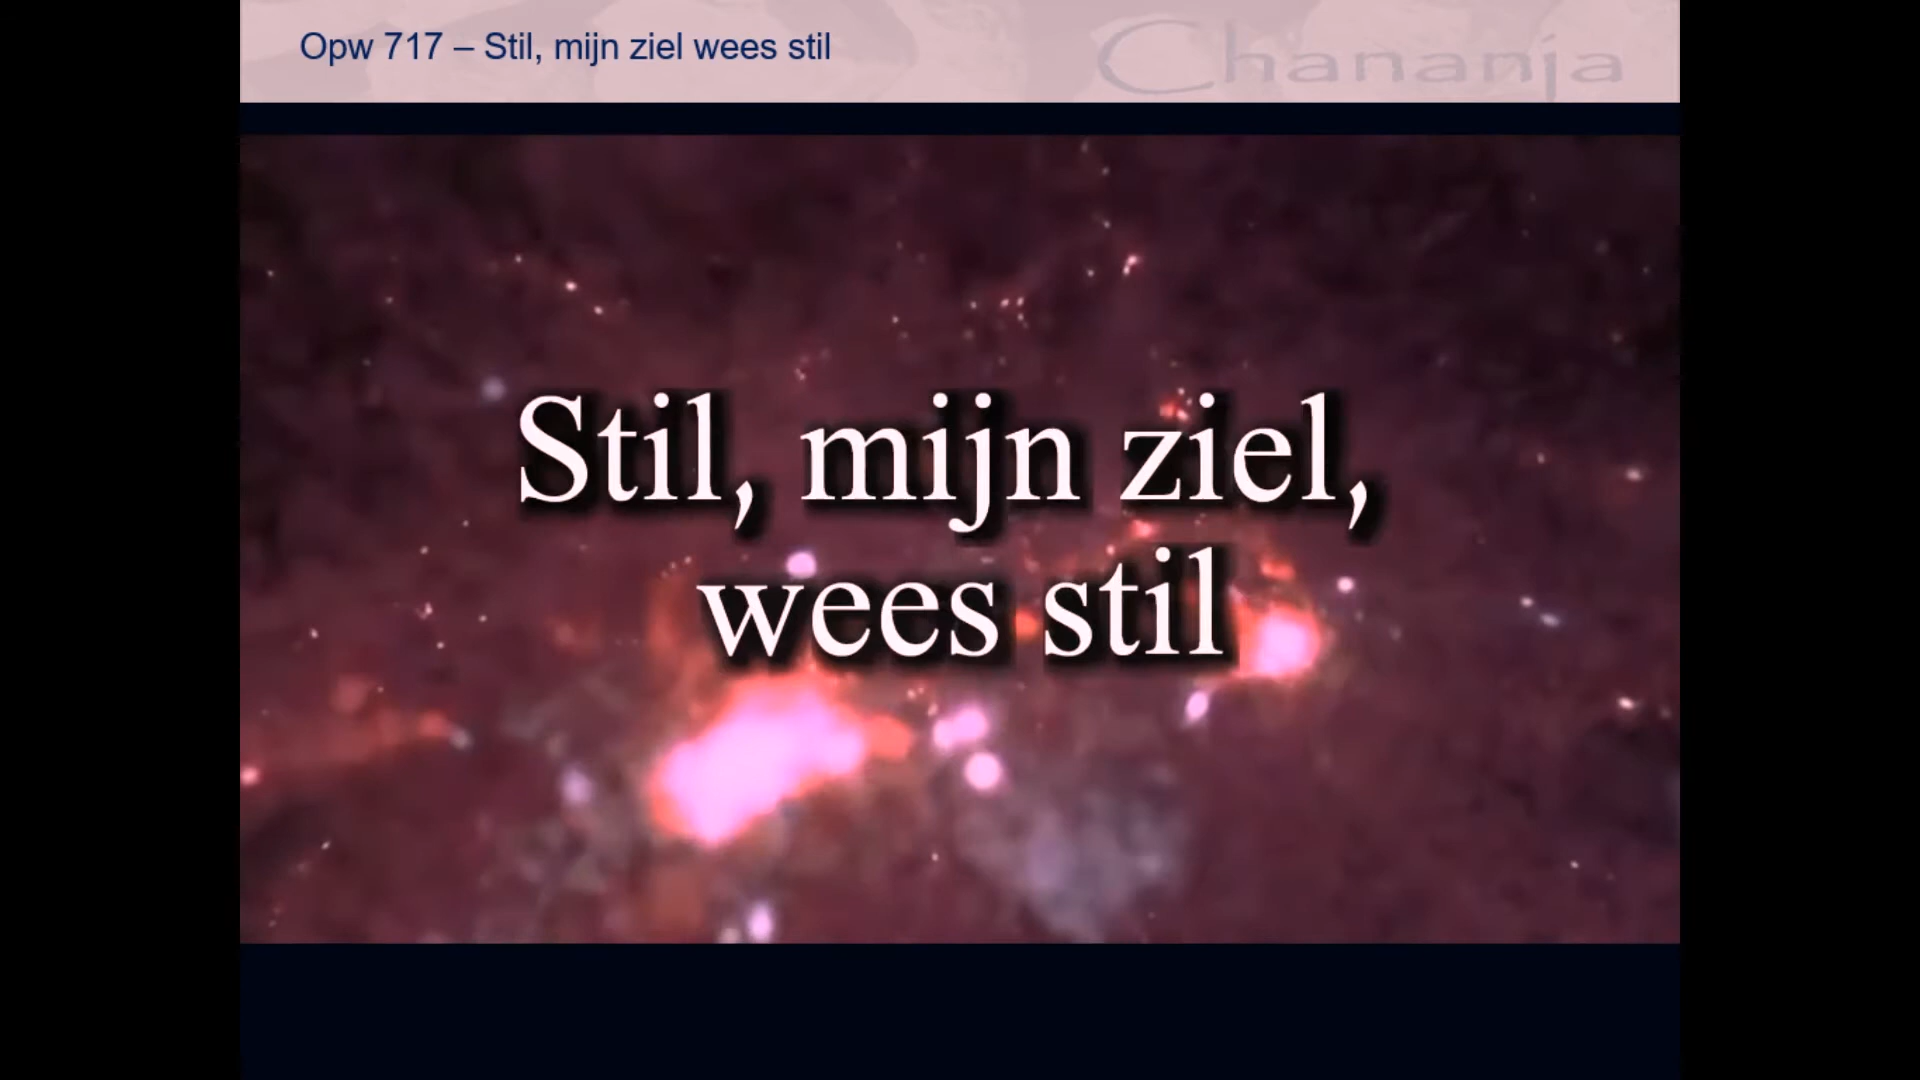 Opw 717 – Stil, mijn ziel wees stil
Chananja
Stil, mijn ziel,
wees stil